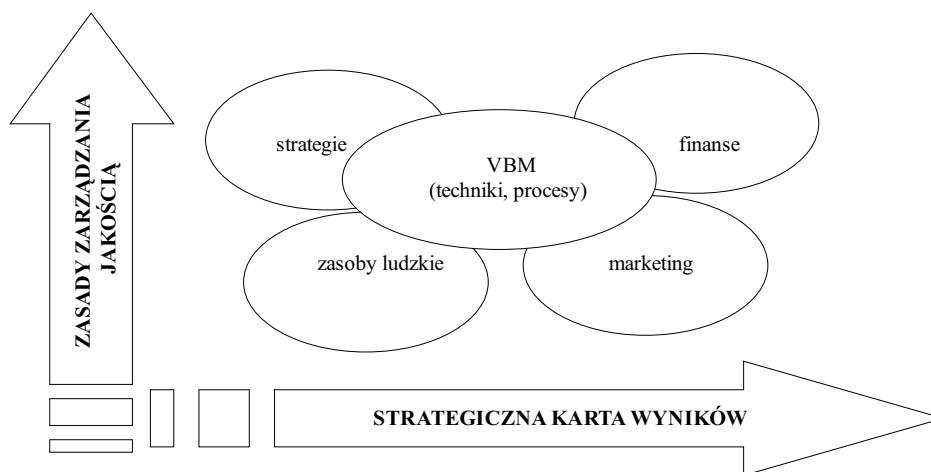 ZASADY ZARZĄDZANIA
JAKOŚCIĄ
strategie
finanse
VBM
(techniki, procesy)
zasoby ludzkie
marketing
STRATEGICZNA KARTA WYNIKÓW